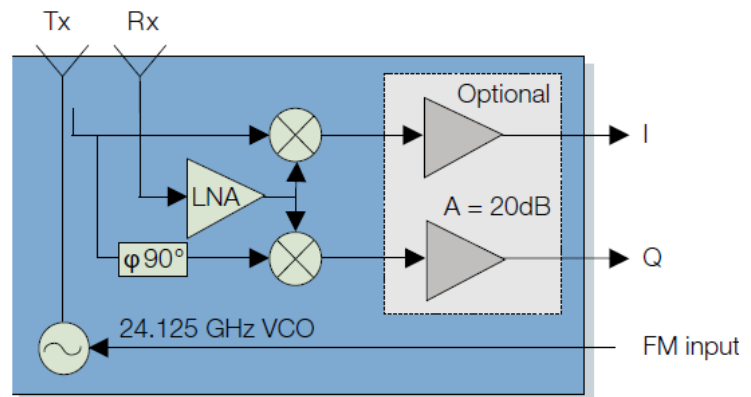 Tx
Rx
Optional
I
LNA
A = 20dB
φ90°
Q
24.125 GHz VCO
FM input